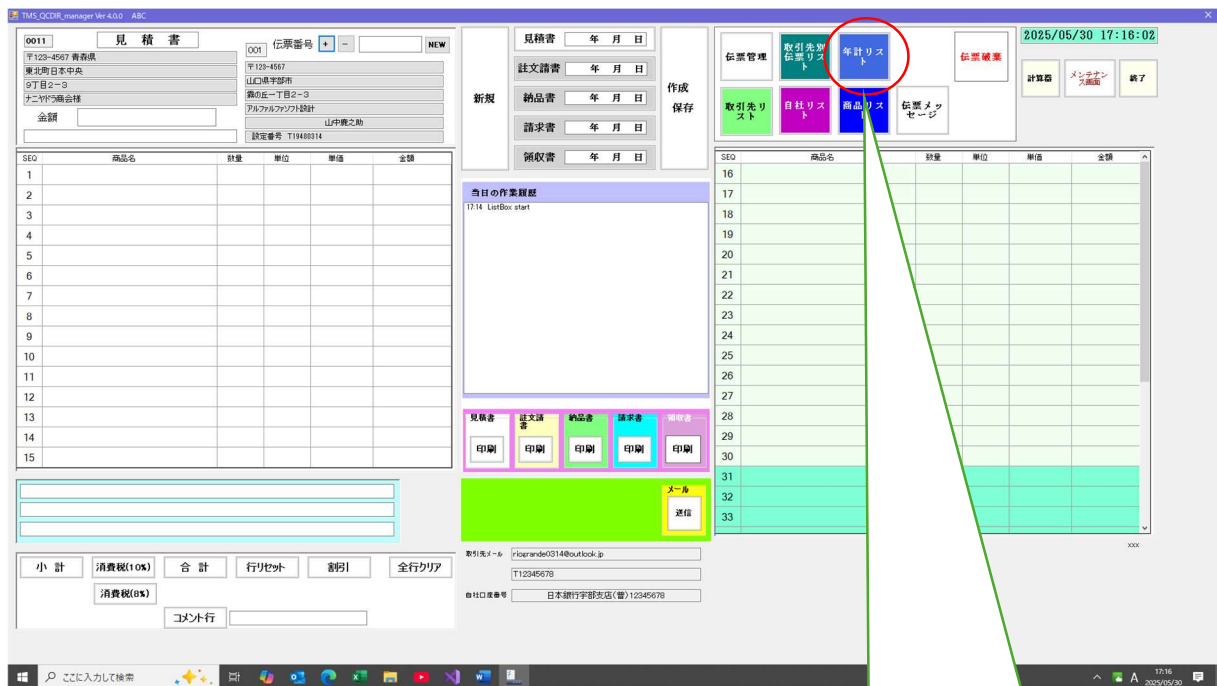 TMS_QCDIR_manager Ver 4.0.0 ABC
0011
見 積 書
〒123-4567 青森県
東北町日本中央
9丁目2-3
ナニヤドラ商会様
金額
001
伝票番号
+
-
NEW
〒123-4567
山口県宇部市
霧の丘一丁目2-3
アルファルファソフト設計
山中鹿之助
設定番号 T19480314
SEQ 商品名 数量 単位 単価 金額
1
2
3
4
5
6
7
8
9
10
11
12
13
14
15
小 計
消費税(10%)
合 計
行リセット
割引
全行クリア
消費税(8%)
コメント行
新規
見積書 年 月 日
註文請書 年 月 日
納品書 年 月 日
請求書 年 月 日
領収書 年 月 日
作成
保存
当日の作業履歴
17:14 ListBox start
見積書
註文請
書
納品書
請求書
領収書
印刷
印刷
印刷
印刷
印刷
メール
送信
取引先メール riogrande0314@outlook.jp
T12345678
自社口座番号 日本銀行宇部支店(普)12345678
伝票管理
取引先別
伝票リス
ト
年計リス
ト
伝票破棄
取引先リ
スト
自社リス
ト
商品リス
ト
伝票メッ
セージ
2025/05/30 17:16:02
計算器
メンテナン
ス画面
終了
SEQ 商品名 数量 単位 単価 金額
16
17
18
19
20
21
22
23
24
25
26
27
28
29
30
31
32
33
xxx
ここに入力して検索
A
17:16
2025/05/30